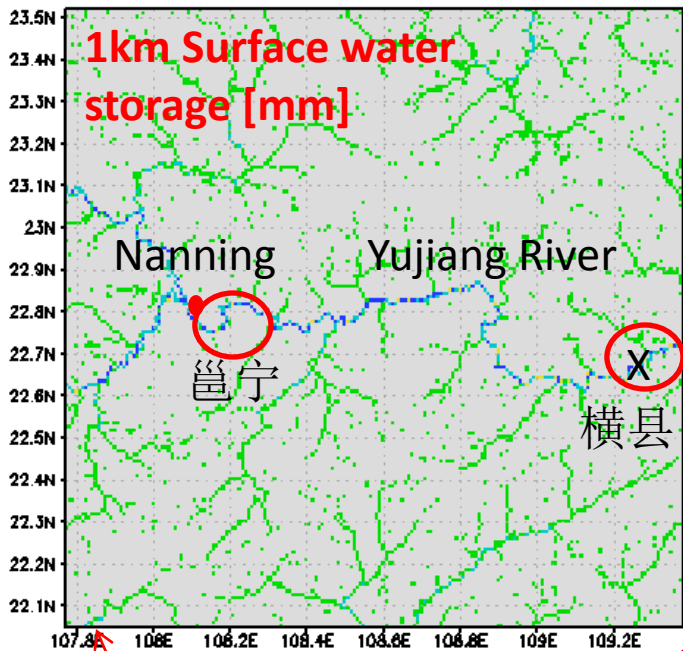 1km Surface water
storage [mm]
23.5N
23.4N
23.3N
23.2N
23.1N
23N
22.9N
22.8N
22.7N
22.6N
22.5N
22.4N
22.3N
22.2N
22.1N
Nanning
Yujiang River
邕宁
X
横县
107.8E
108E
108.2E
108.4E
108.6E
108.8E
109E
109.2E